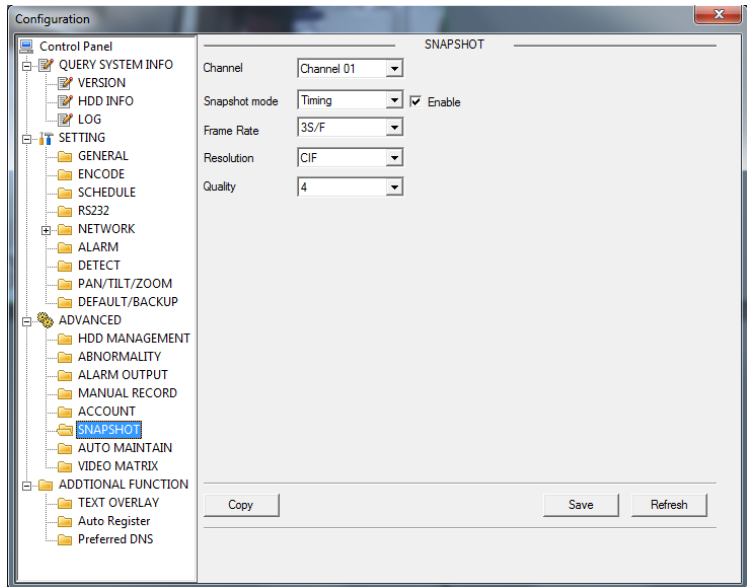 Configuration
Control Panel
QUERY SYSTEM INFO
VERSION
HDD INFO
LOG
SETTING
GENERAL
ENCODE
SCHEDULE
RS232
NETWORK
ALARM
DETECT
PAN/TILT/ZOOM
DEFAULT/BACKUP
ADVANCED
HDD MANAGEMENT
ABNORMALITY
ALARM OUTPUT
MANUAL RECORD
ACCOUNT
SNAPSHOT
AUTO MAINTAIN
VIDEO MATRIX
ADDTIONAL FUNCTION
TEXT OVERLAY
Auto Register
Preferred DNS
SNAPSHOT
Channel Channel 01
Snapshot mode Timing Enable
Frame Rate 3S/F
Resolution CIF
Quality 4
Copy Save Refresh